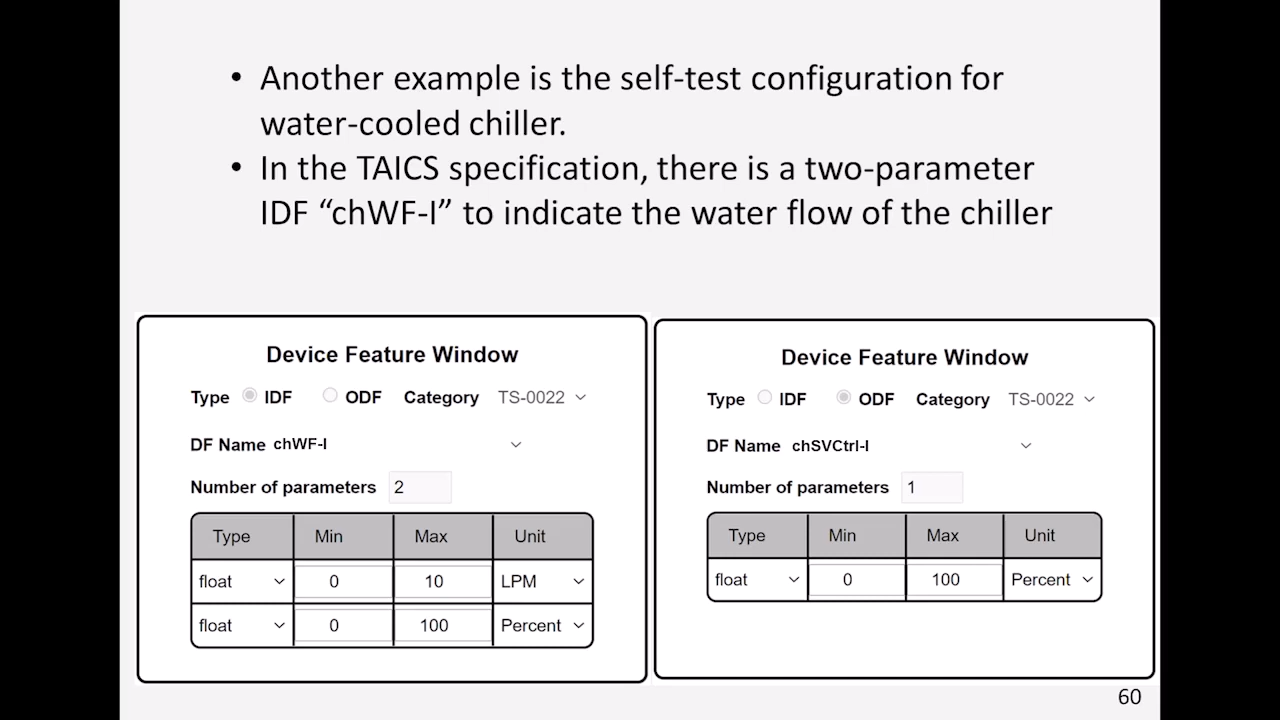 • Another example is the self-test configuration for
water-cooled chiller.
• In the TAICS specification, there is a two-parameter
IDF “chWF-I” to indicate the water flow of the chiller
Device Feature Window
Type IDF ODF Category TS-0022
DF Name chWF-I
Number of parameters 2
Type Min Max Unit
float 0 10 LPM
float 0 100 Percent
Device Feature Window
Type IDF ODF Category TS-0022
DF Name chSVCtrl-I
Number of parameters 1
Type Min Max Unit
float 0 100 Percent
60